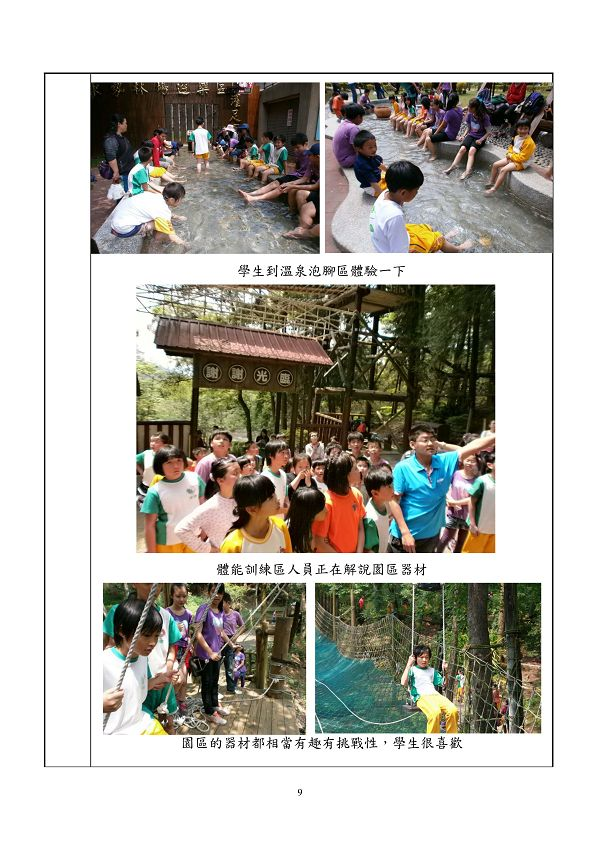 學生到溫泉泡腳區體驗一下
謝謝光臨
體能訓練區人員正在解說園區器材
園區的器材都相當有趣有挑戰性，學生很喜歡
9